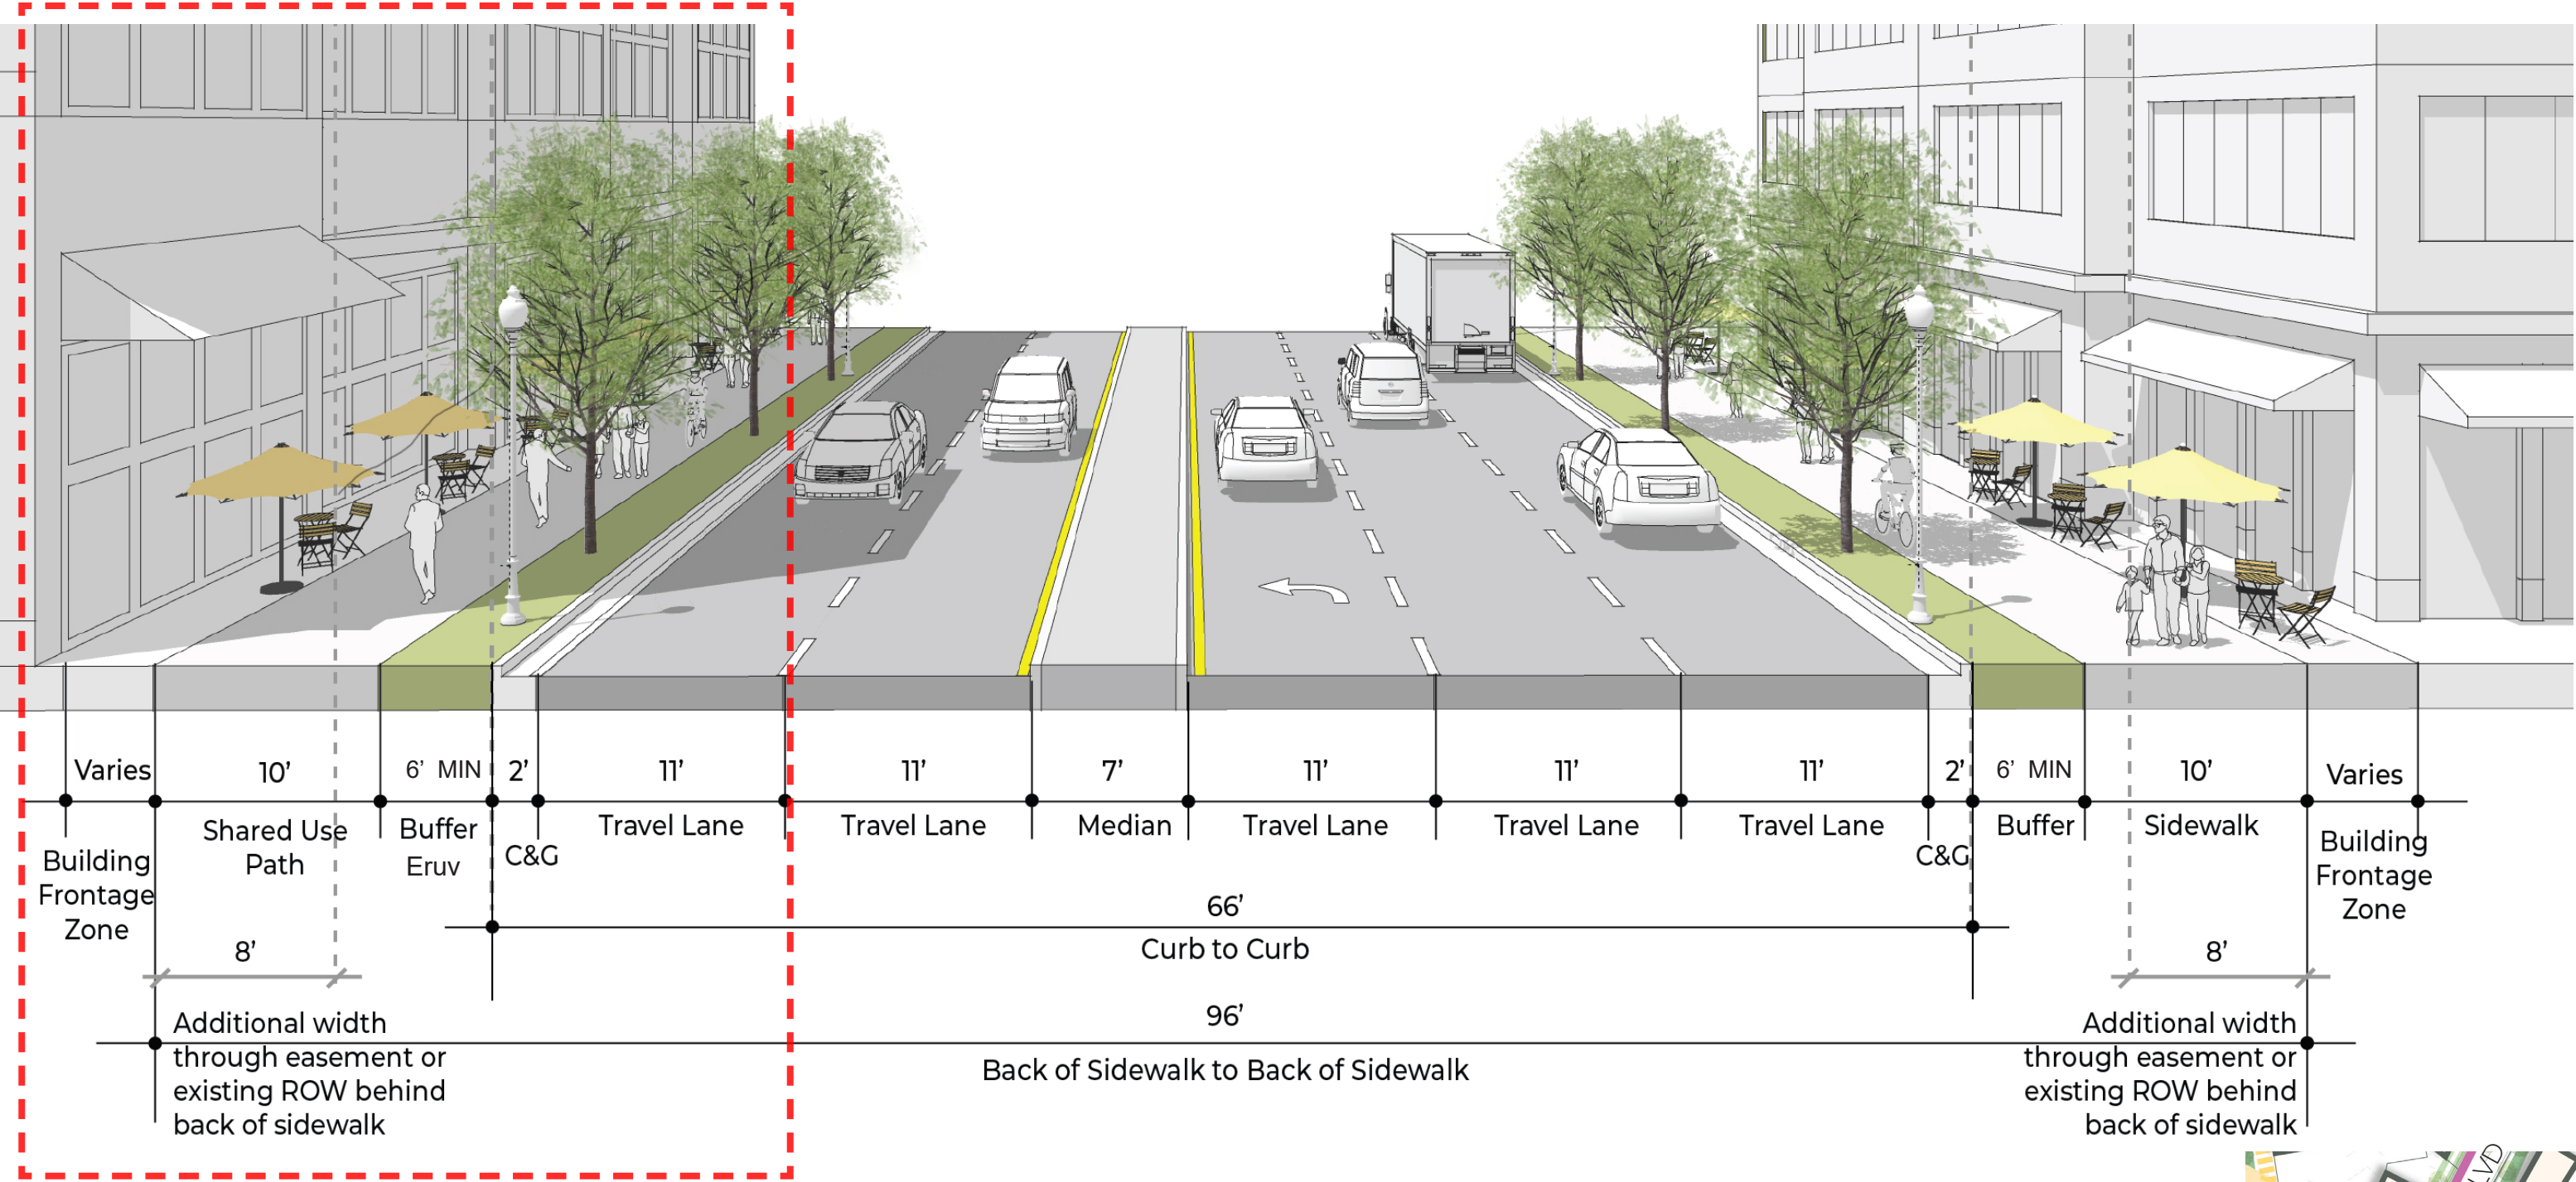 Varies
10’
6’ MIN
2’
11’
11’
7’
11’
11’
11’
2’
6’ MIN
10’
Varies
Building
Frontage
Zone
Shared Use
Path
Buffer
Eruv
C&G
Travel Lane
Travel Lane
Median
Travel Lane
Travel Lane
Travel Lane
C&G
Buffer
Sidewalk
Building
Frontage
Zone
66’
Curb to Curb
8’
8’
96’
Back of Sidewalk to Back of Sidewalk
Additional width
through easement or
existing ROW behind
back of sidewalk
Additional width
through easement or
existing ROW behind
back of sidewalk
LVD